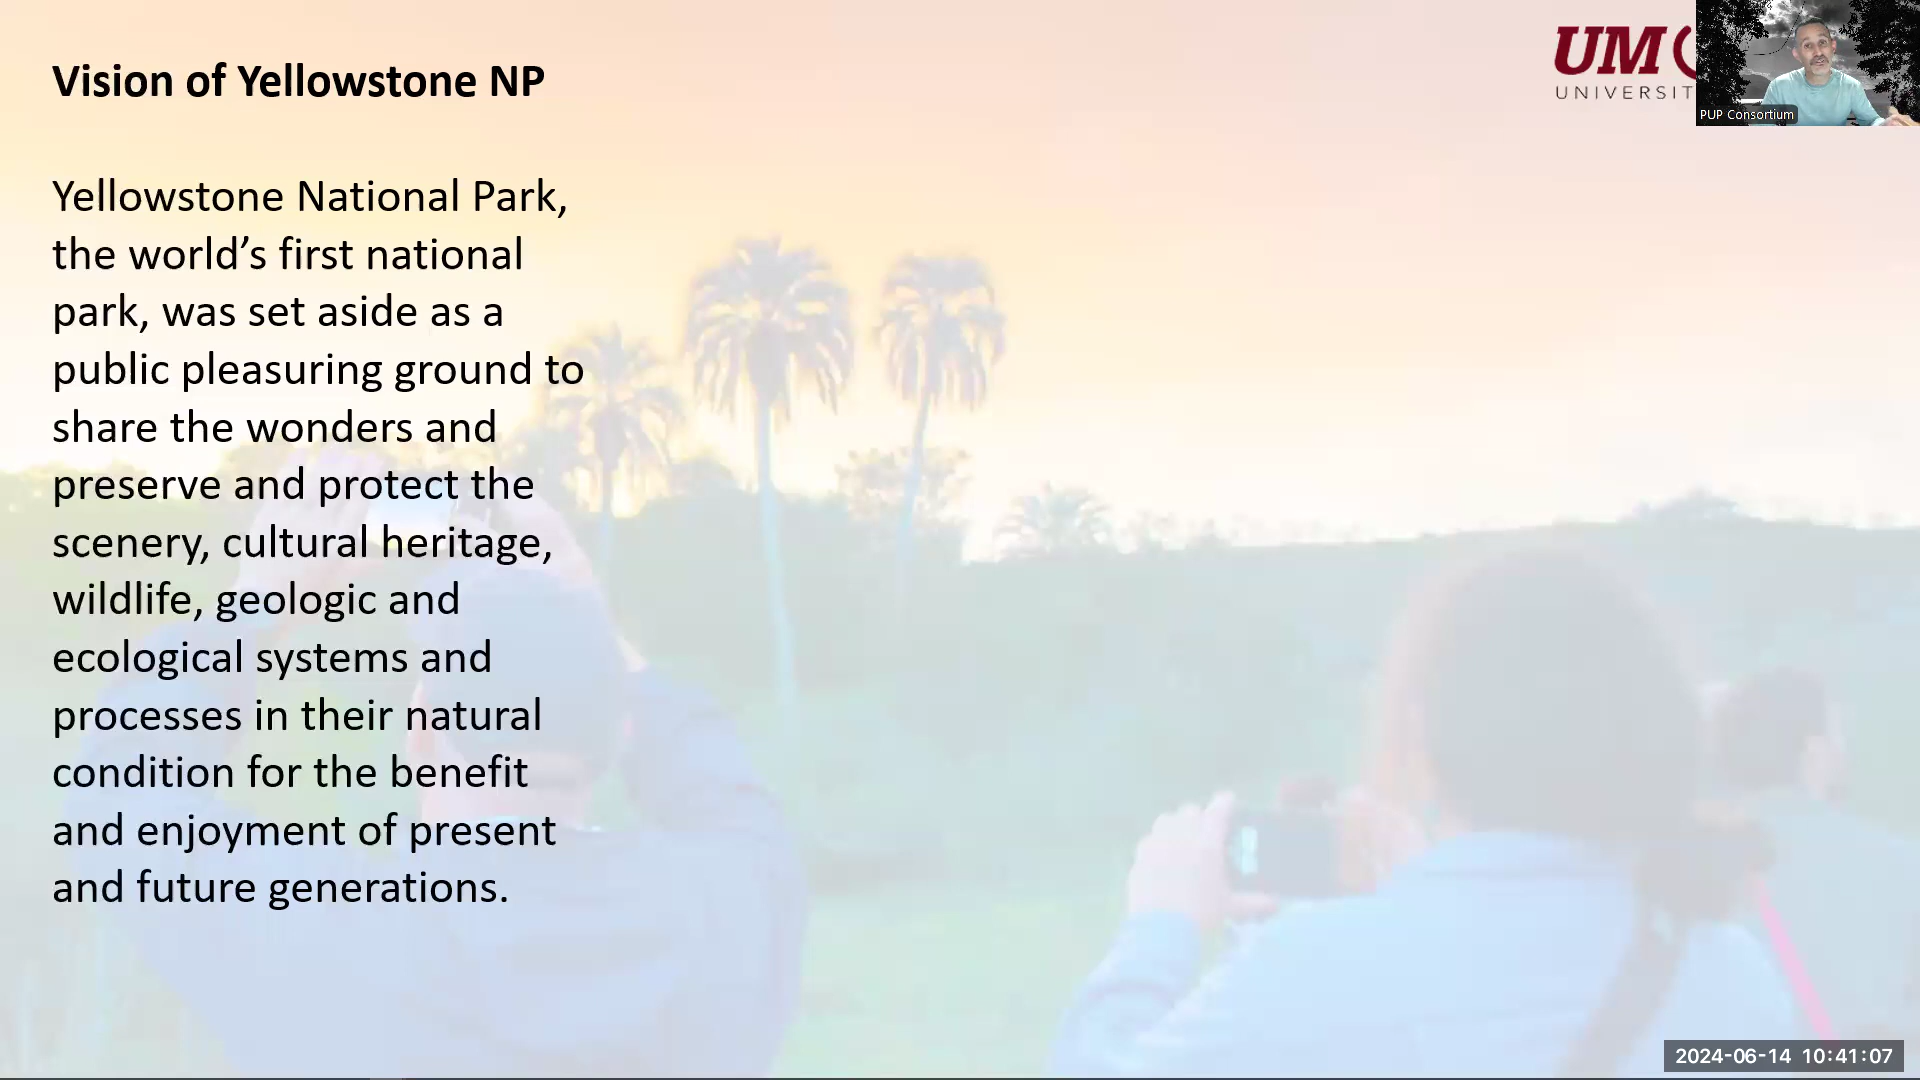 Vision of Yellowstone NP
UM
UNIVERSIT
PUP Consortium
Yellowstone National Park,
the world’s first national
park, was set aside as a
public pleasuring ground to
share the wonders and
preserve and protect the
scenery, cultural heritage,
wildlife, geologic and
ecological systems and
processes in their natural
condition for the benefit
and enjoyment of present
and future generations.
2024-06-14 10:41:07